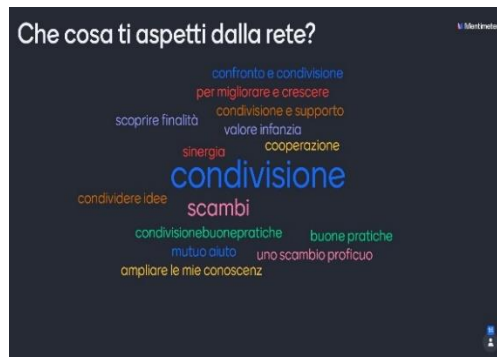 Che cosa ti aspetti dalla rete?
Mentimeter
confronto e condivisione
per migliorare e crescere
condivisione e supporto
scoprire finalità
valore infanzia
cooperazione
sinergia
condivisione
condividere idee
scambi
condivisionebuonepratiche
buone pratiche
mutuo aiuto
uno scambio proficuo
ampliare le mie conoscenz